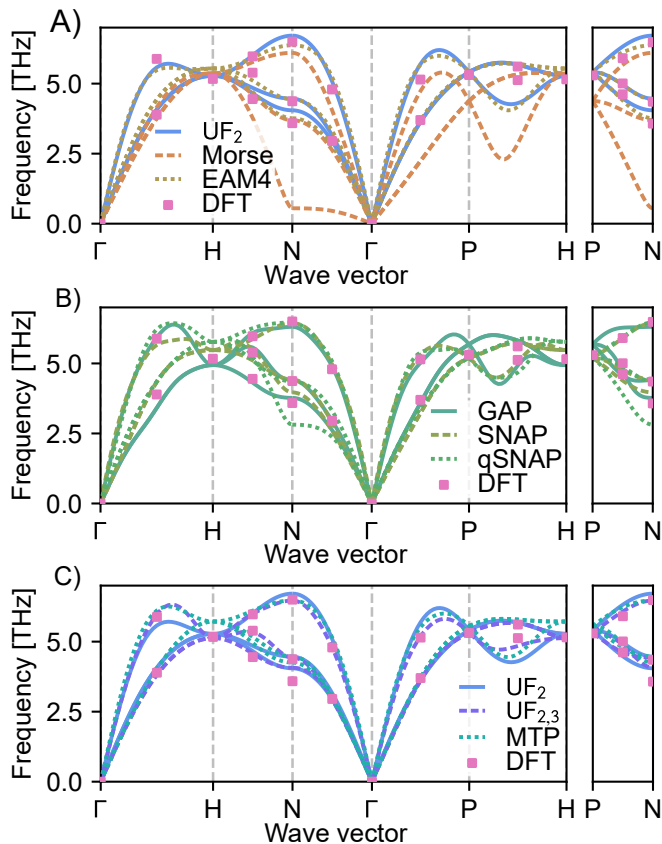 A)
Frequency [THz]
5.0
2.5
0.0
UF₂
Morse
EAM4
DFT
Γ H N Γ P H P N
Wave vector
B)
Frequency [THz]
5.0
2.5
0.0
GAP
SNAP
qSNAP
DFT
Γ H N Γ P H P N
Wave vector
C)
Frequency [THz]
5.0
2.5
0.0
UF₂
UF₂,₃
MTP
DFT
Γ H N Γ P H P N
Wave vector